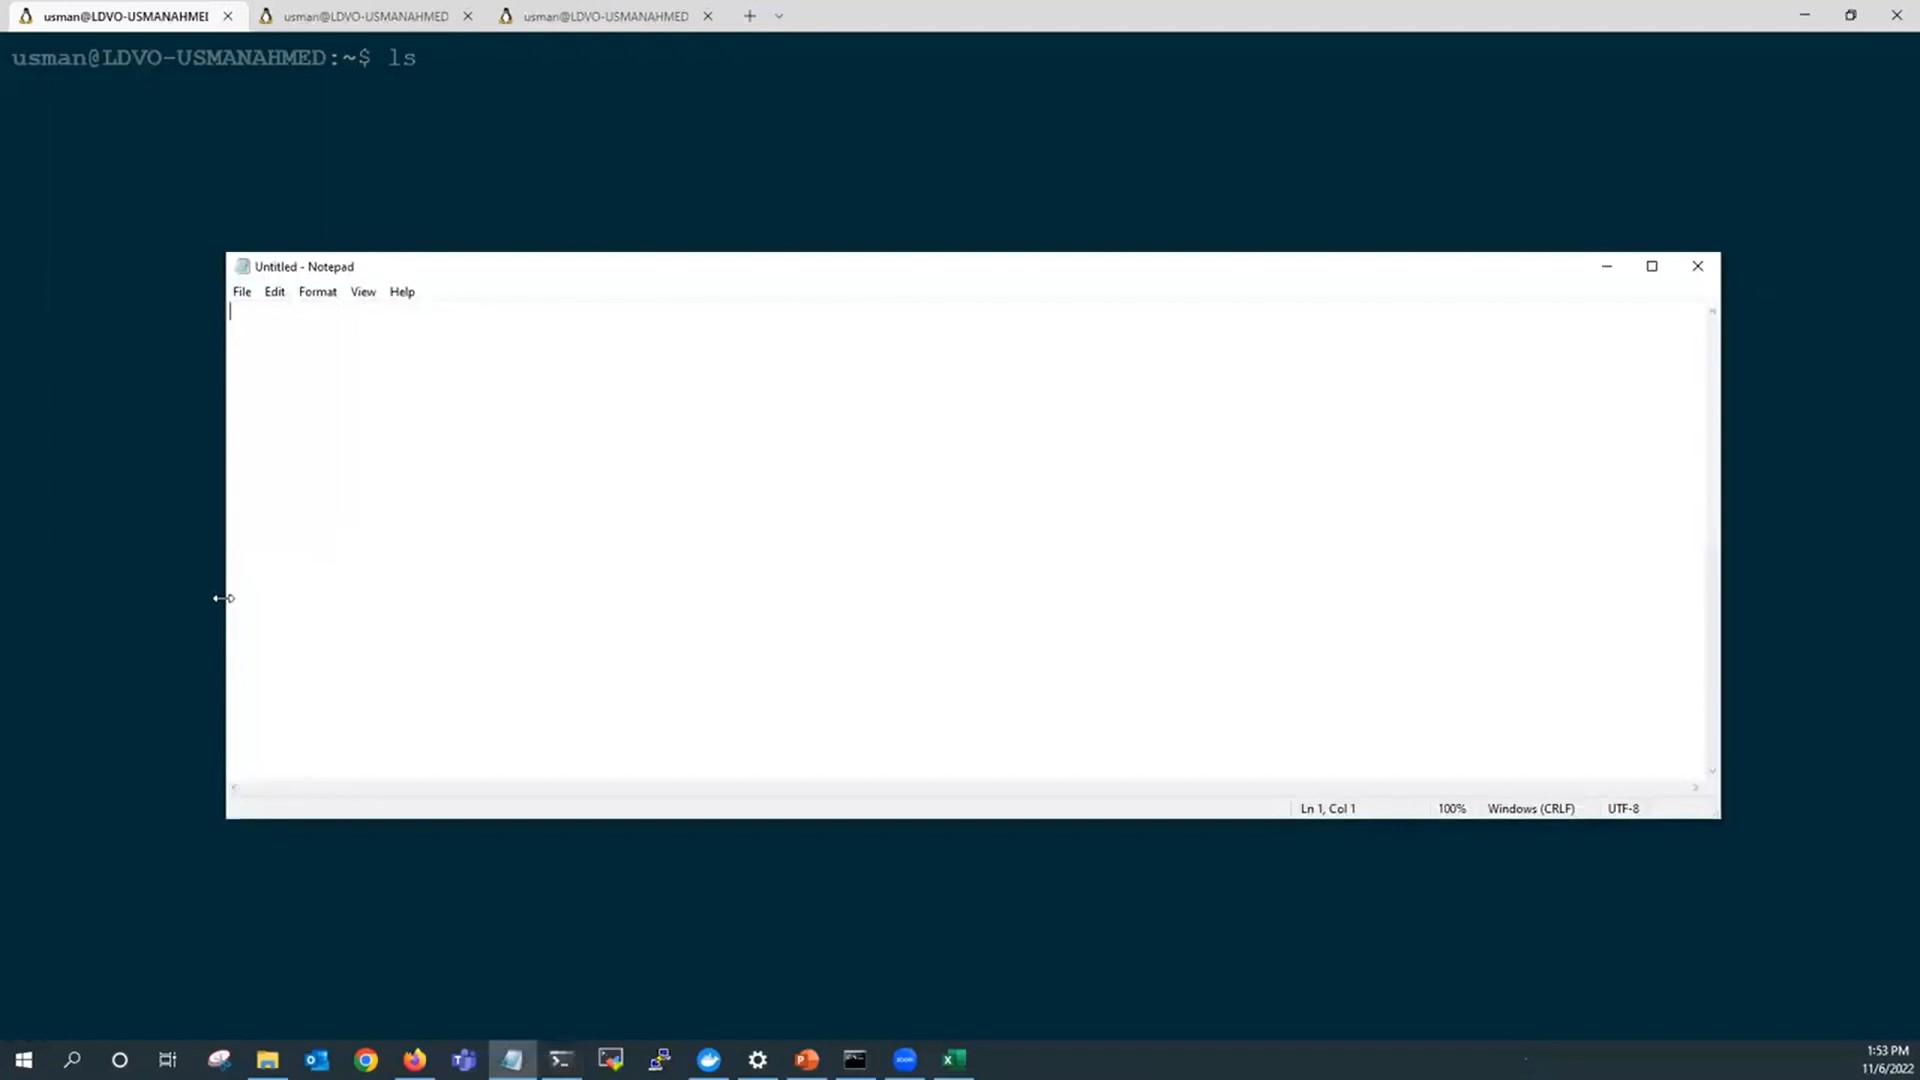 usman@LDVO-USMANAHMEI
usman@LDVO-USMANAHMED
usman@LDVO-USMANAHMED
usman@LDVO-USMANAHMED:~$ ls
Untitled - Notepad
File Edit Format View Help
Ln 1, Col 1 100% Windows (CRLF) UTF-8
1:53 PM
11/6/2022